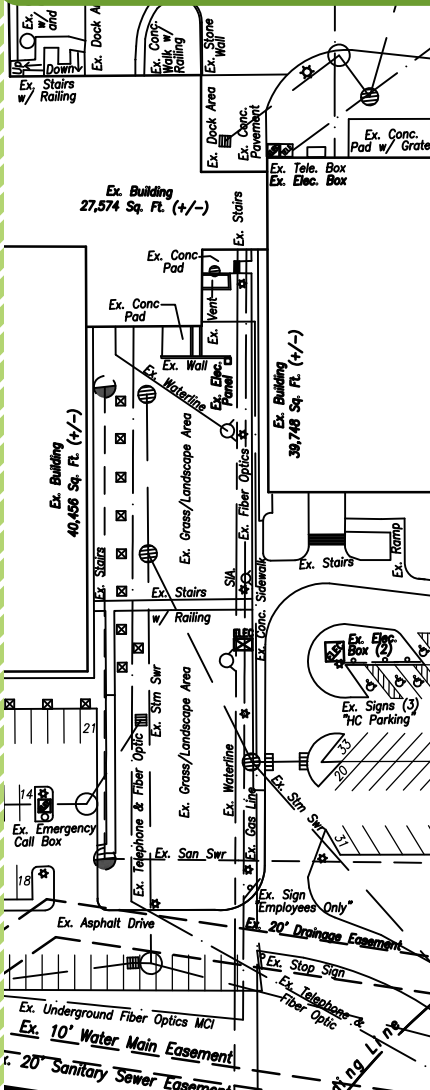 Ex.
w/
and
Up
Down
Ex. Stairs
w/ Railing
Ex. Dock A
Ex. Conc.
Walk w/
Railing
Ex. Stone
Wall
Ex. Dock Area
Ex. Conc.
Pavement
Ex. Conc.
Pad w/ Grate
Ex. Tele. Box
Ex. Elec. Box
Ex. Building
27,574 Sq. Ft. (+/-)
Ex. Stairs
Ex. Conc
Pad
Ex. Conc
Pad
Ex. Vent
Ex. Wall
Ex. Elec.
Panel
Ex. Waterline
Ex. Building
39,748 Sq. Ft. (+/-)
Ex. Building
40,456 Sq. Ft. (+/-)
Ex. Grass/Landscape Area
Ex. Fiber Optics
Ex. Stairs
Ex. Stairs
w/ Railing
SIA.
Ex. Conc. Sidewalk
Ex. Stairs
Ex. Ramp
Ex. Elec.
Box (2)
ELEC
Ex. Signs (3)
"HC Parking"
21
Ex. Stm Swr
Ex. Grass/Landscape Area
Ex. Waterline
Ex. Telephone & Fiber Optic
Ex. Gas Line
Ex. Stm Swr
33
20
31
14
Ex. Emergency
Call Box
18
Ex. San Swr
Ex. Sign
"Employees Only"
Ex. Asphalt Drive
Ex. 20' Drainage Easement
Ex. Stop Sign
Ex. Telephone &
Fiber Optic
Ex. Underground Fiber Optics MCI
Ex. 10' Water Main Easement
x. 20' Sanitary Sewer Easement
ing Line